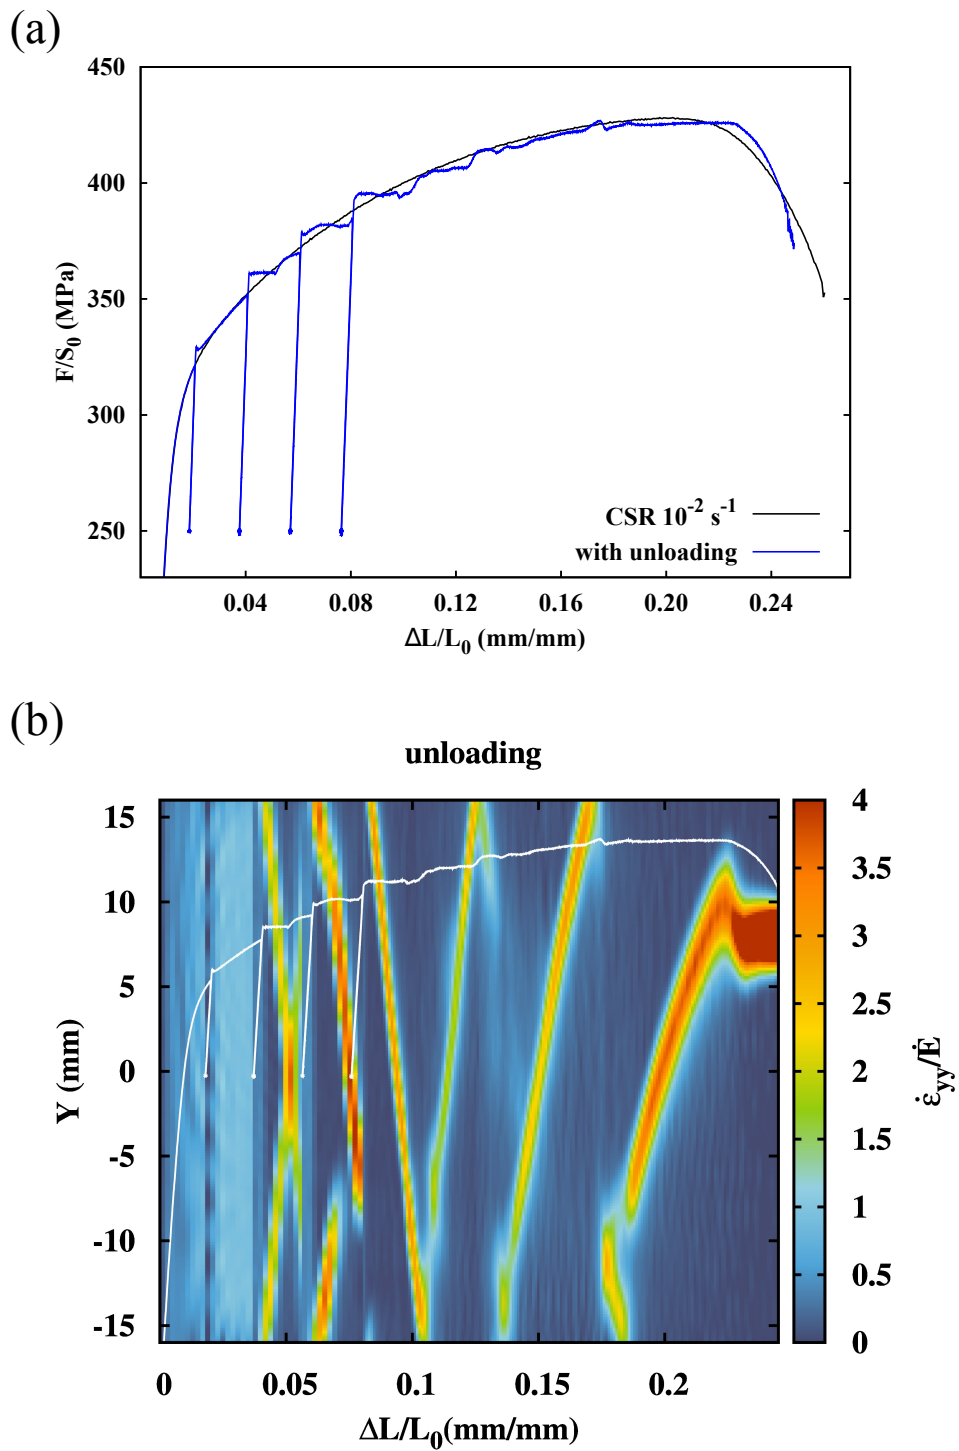 (a)
450
400
350
300
250
F/S0 (MPa)
CSR 10-2 s-1
with unloading
0.04 0.08 0.12 0.16 0.20 0.24
ΔL/L0 (mm/mm)
(b)
unloading
15
10
5
0
-5
-10
-15
Y (mm)
0 0.05 0.1 0.15 0.2
ΔL/L0(mm/mm)
4
3.5
3
2.5
2
1.5
1
0.5
0
ε̇yy/Ė